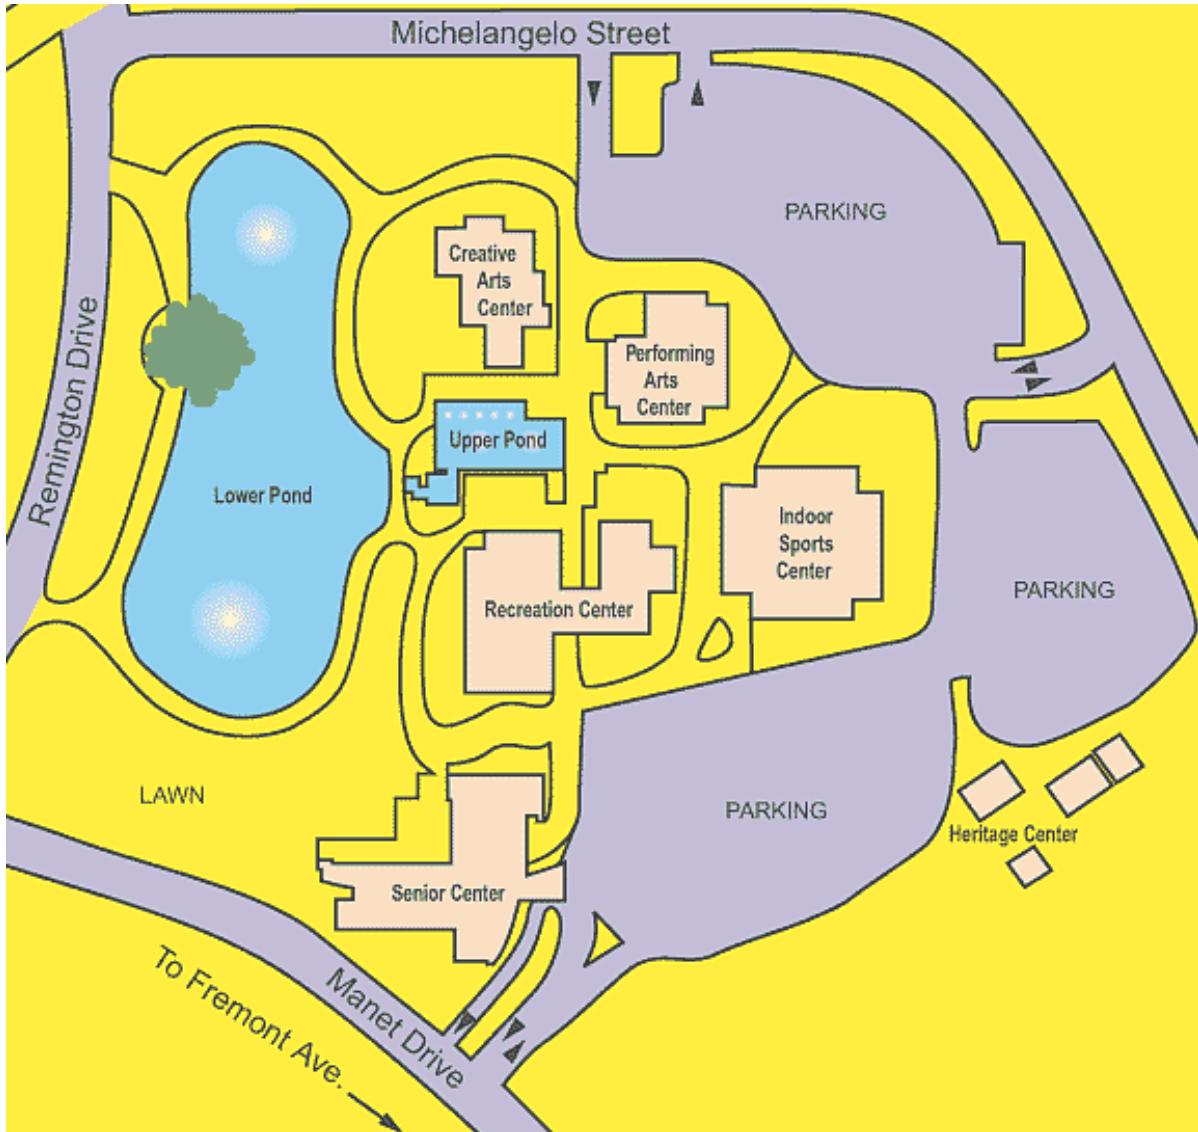 Michelangelo Street
PARKING
Creative
Arts
Center
Remington Drive
Performing
Arts
Center
Upper Pond
Lower Pond
Indoor
Sports
Center
PARKING
Recreation Center
LAWN
PARKING
Heritage Center
Senior Center
To Fremont Ave.
Manet Drive